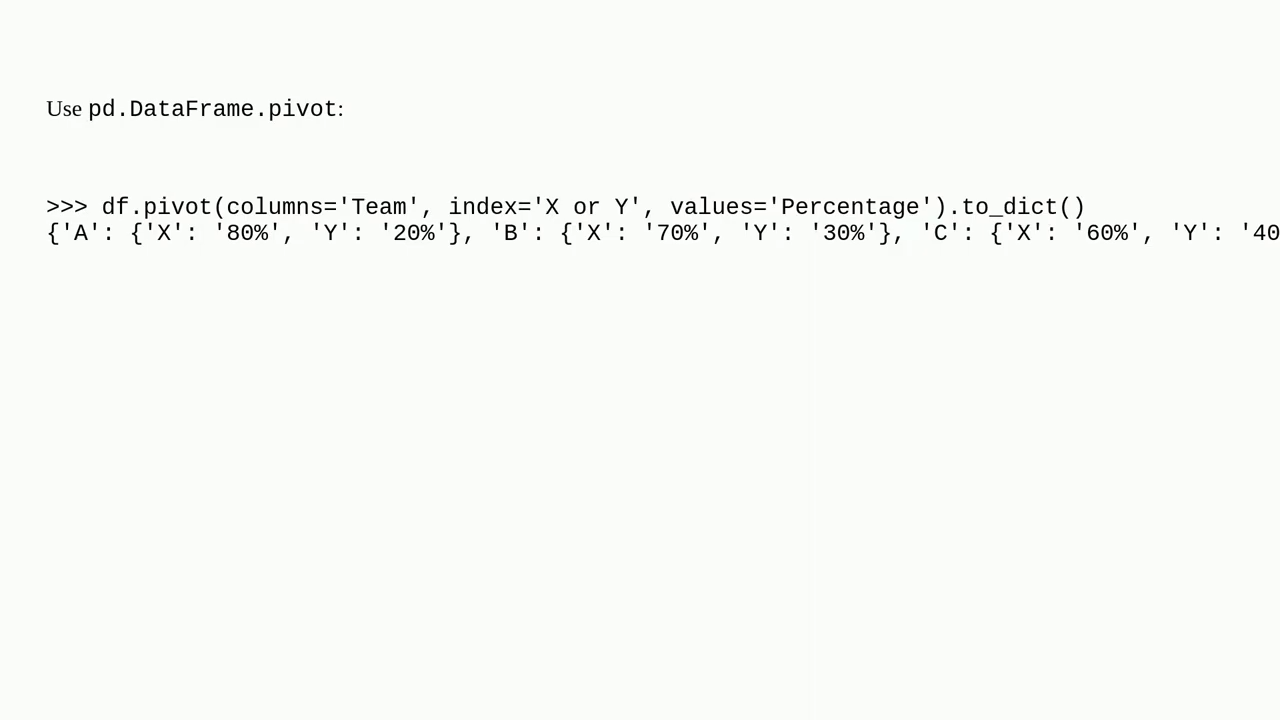 Use pd.DataFrame.pivot:
>>> df.pivot(columns='Team', index='X or Y', values='Percentage').to_dict()
{'A': {'X': '80%', 'Y': '20%'}, 'B': {'X': '70%', 'Y': '30%'}, 'C': {'X': '60%', 'Y': '40